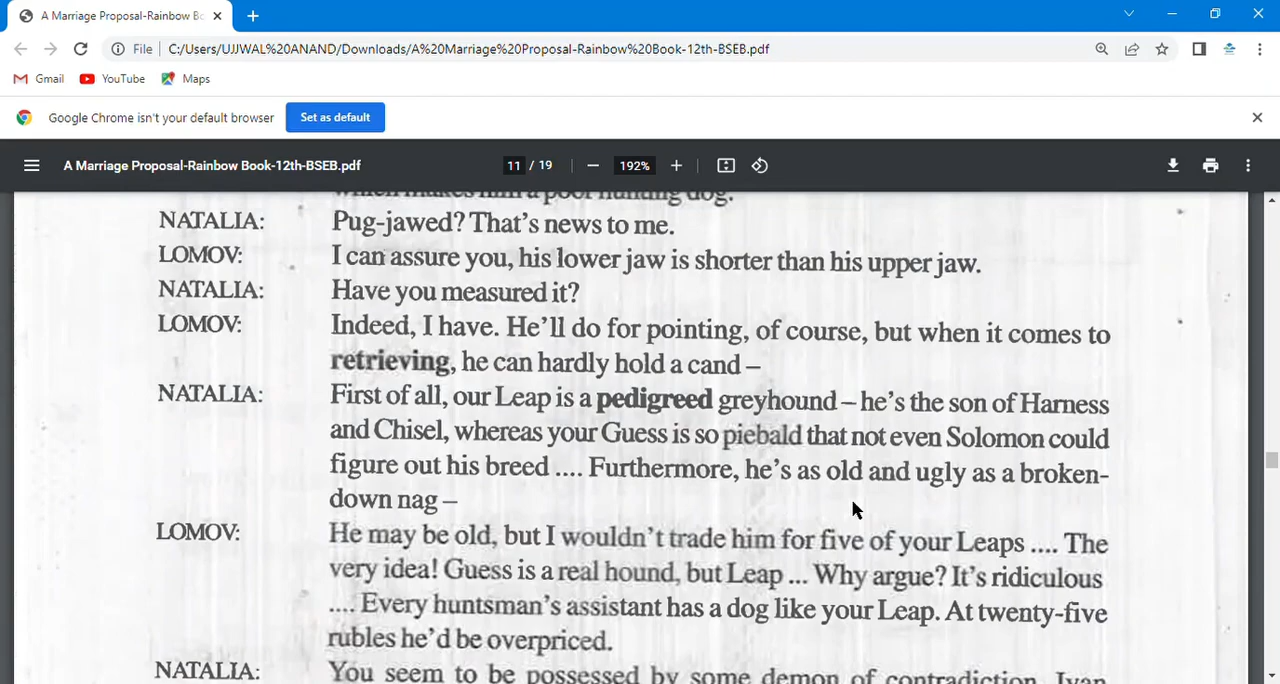 A Marriage Proposal-Rainbow Bo
File C:/Users/UJJWAL%20ANAND/Downloads/A%20Marriage%20Proposal-Rainbow%20Book-12th-BSEB.pdf
Gmail YouTube Maps
Google Chrome isn't your default browser Set as default
A Marriage Proposal-Rainbow Book-12th-BSEB.pdf 11 / 19 192%
which makes him a poor hunting dog.
NATALIA: Pug-jawed? That's news to me.
LOMOV: I can assure you, his lower jaw is shorter than his upper jaw.
NATALIA: Have you measured it?
LOMOV: Indeed, I have. He'll do for pointing, of course, but when it comes to
retrieving, he can hardly hold a cand –
NATALIA: First of all, our Leap is a pedigreed greyhound – he's the son of Harness
and Chisel, whereas your Guess is so piebald that not even Solomon could
figure out his breed .... Furthermore, he's as old and ugly as a broken-
down nag –
LOMOV: He may be old, but I wouldn't trade him for five of your Leaps .... The
very idea! Guess is a real hound, but Leap ... Why argue? It's ridiculous
.... Every huntsman's assistant has a dog like your Leap. At twenty-five
rubles he'd be overpriced.
NATALIA: You seem to be possessed by some demon of contradiction, Ivan